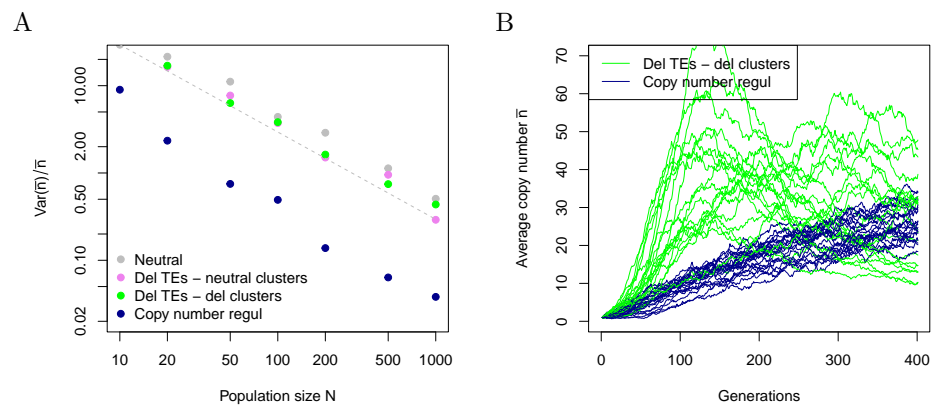 A
Var(n̅)/n̅
10.00
2.00
0.50
0.10
0.02
Neutral
Del TEs − neutral clusters
Del TEs − del clusters
Copy number regul
10 20 50 100 200 500 1000
Population size N
B
Average copy number n̅
70
60
50
40
30
20
10
0
Del TEs − del clusters
Copy number regul
0 100 200 300 400
Generations